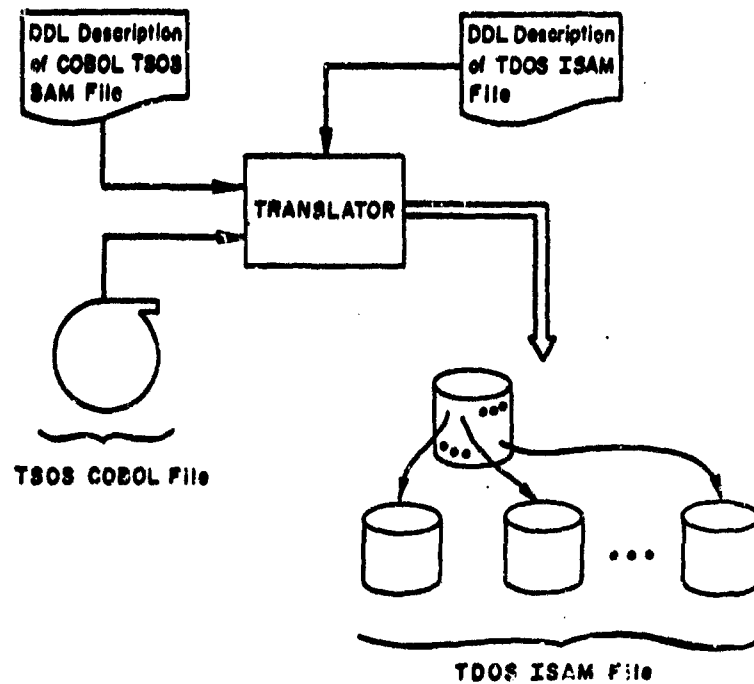 DDL Description
of COBOL TSOS
SAM File
DDL Description
of TDOS ISAM
File
TRANSLATOR
TSOS COBOL File
TDOS ISAM File